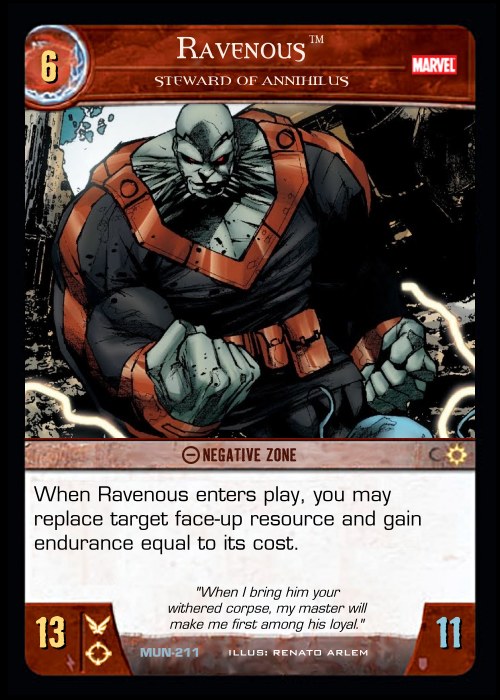 6
RAVENOUS™
STEWARD OF ANNIHILUS
MARVEL
NEGATIVE ZONE
C
When Ravenous enters play, you may
replace target face-up resource and gain
endurance equal to its cost.
"When I bring him your
withered corpse, my master will
make me first among his loyal."
13
MUN-211 ILLUS: RENATO ARLEM
11